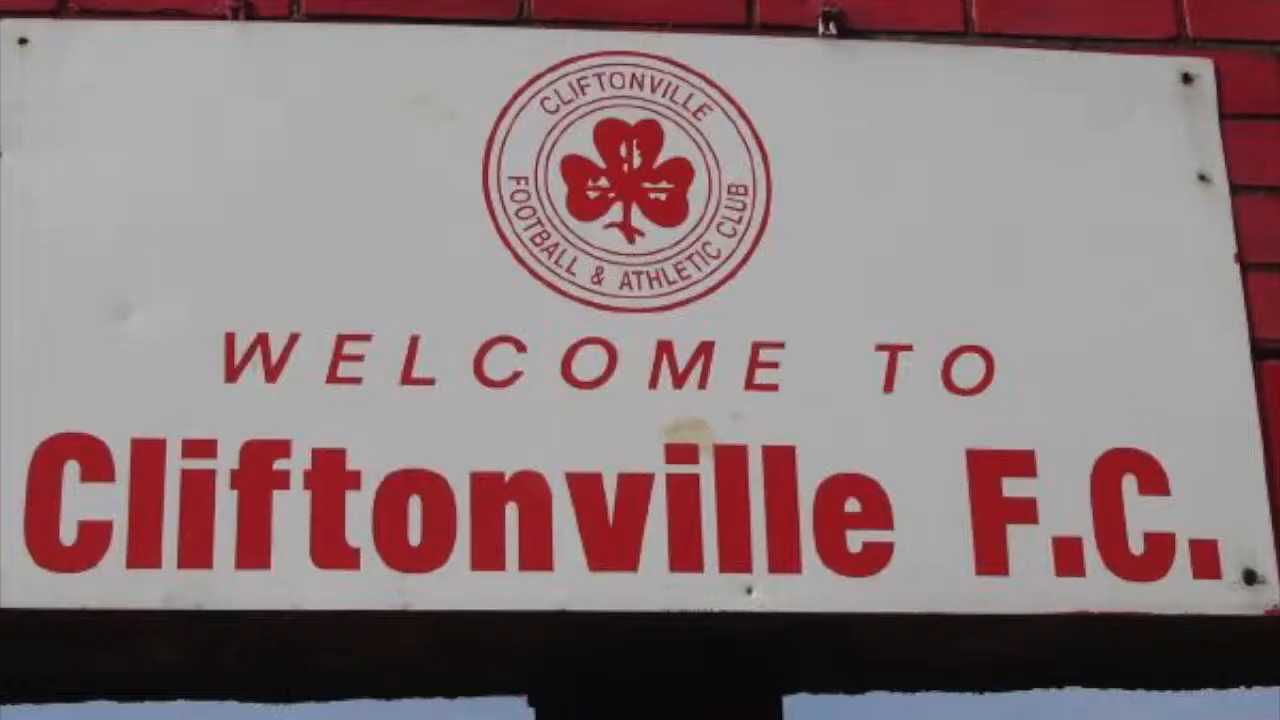 CLIFTONVILLE
FOOTBALL & ATHLETIC CLUB
WELCOME TO
Cliftonville F.C.